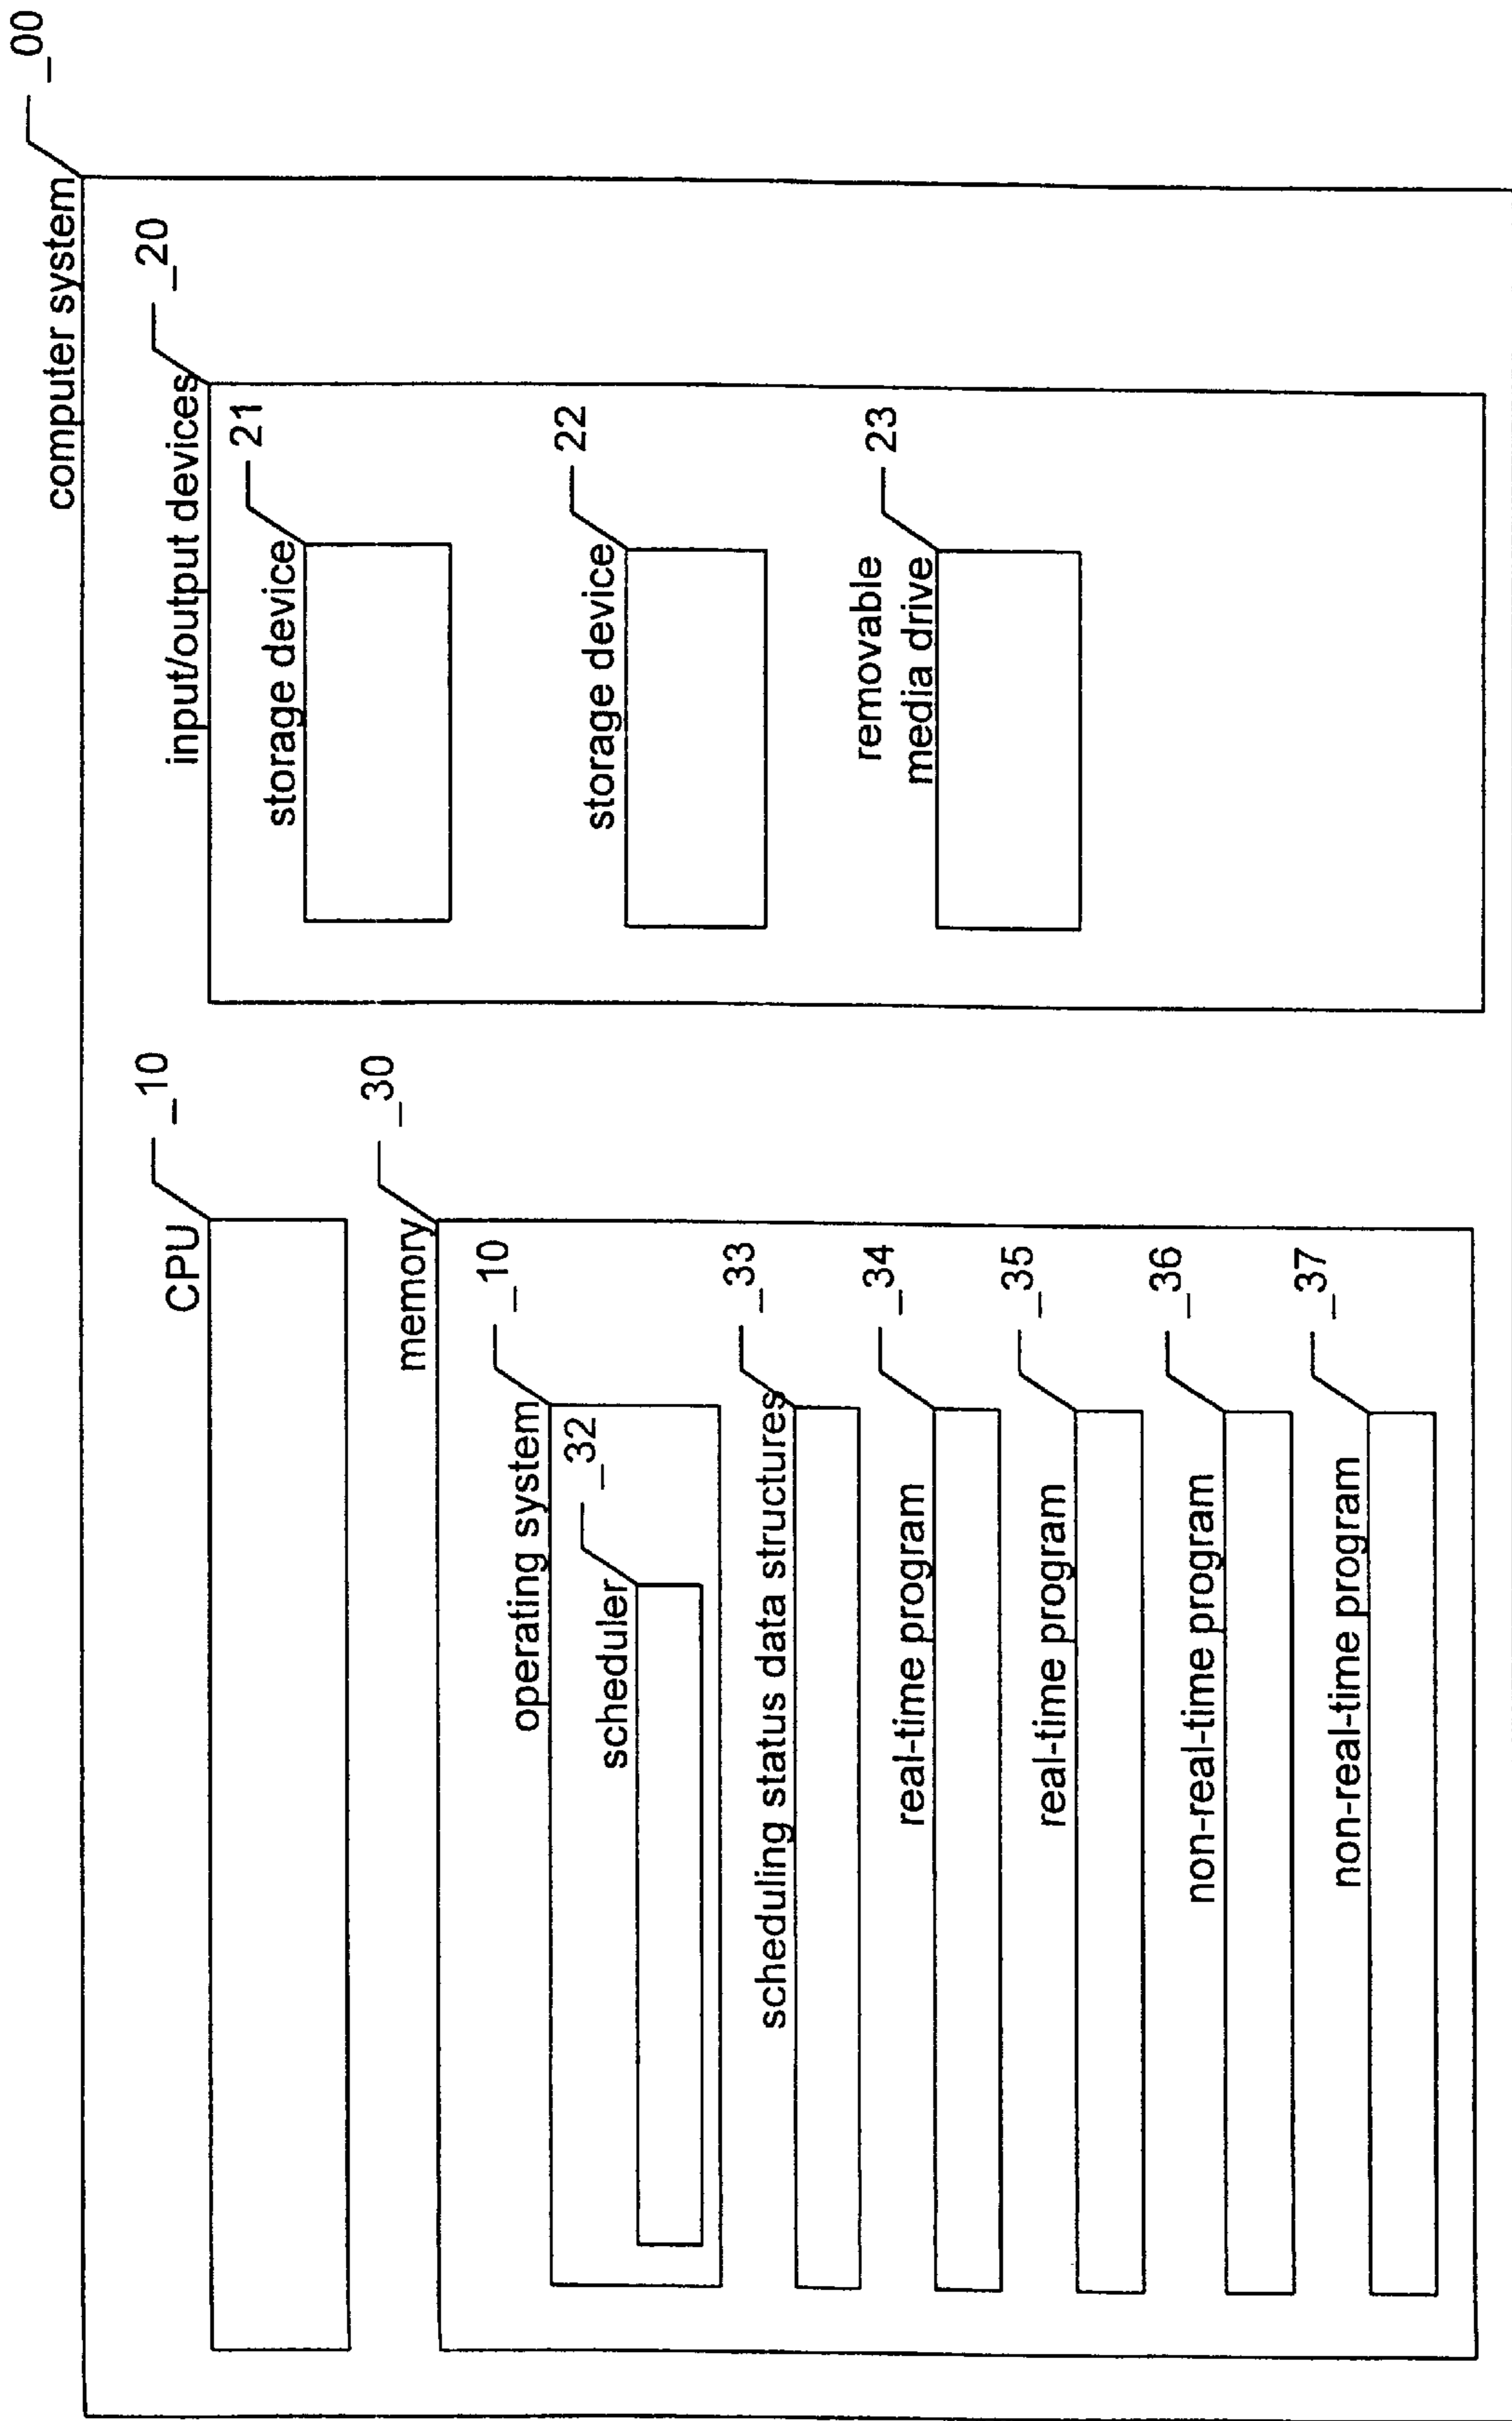 computer system
_00
CPU
_10
memory
_30
operating system
_10
scheduler
_32
scheduling status data structures
_33
real-time program
_34
real-time program
_35
non-real-time program
_36
non-real-time program
_37
input/output devices
_20
storage device
21
storage device
22
removable
media drive
23